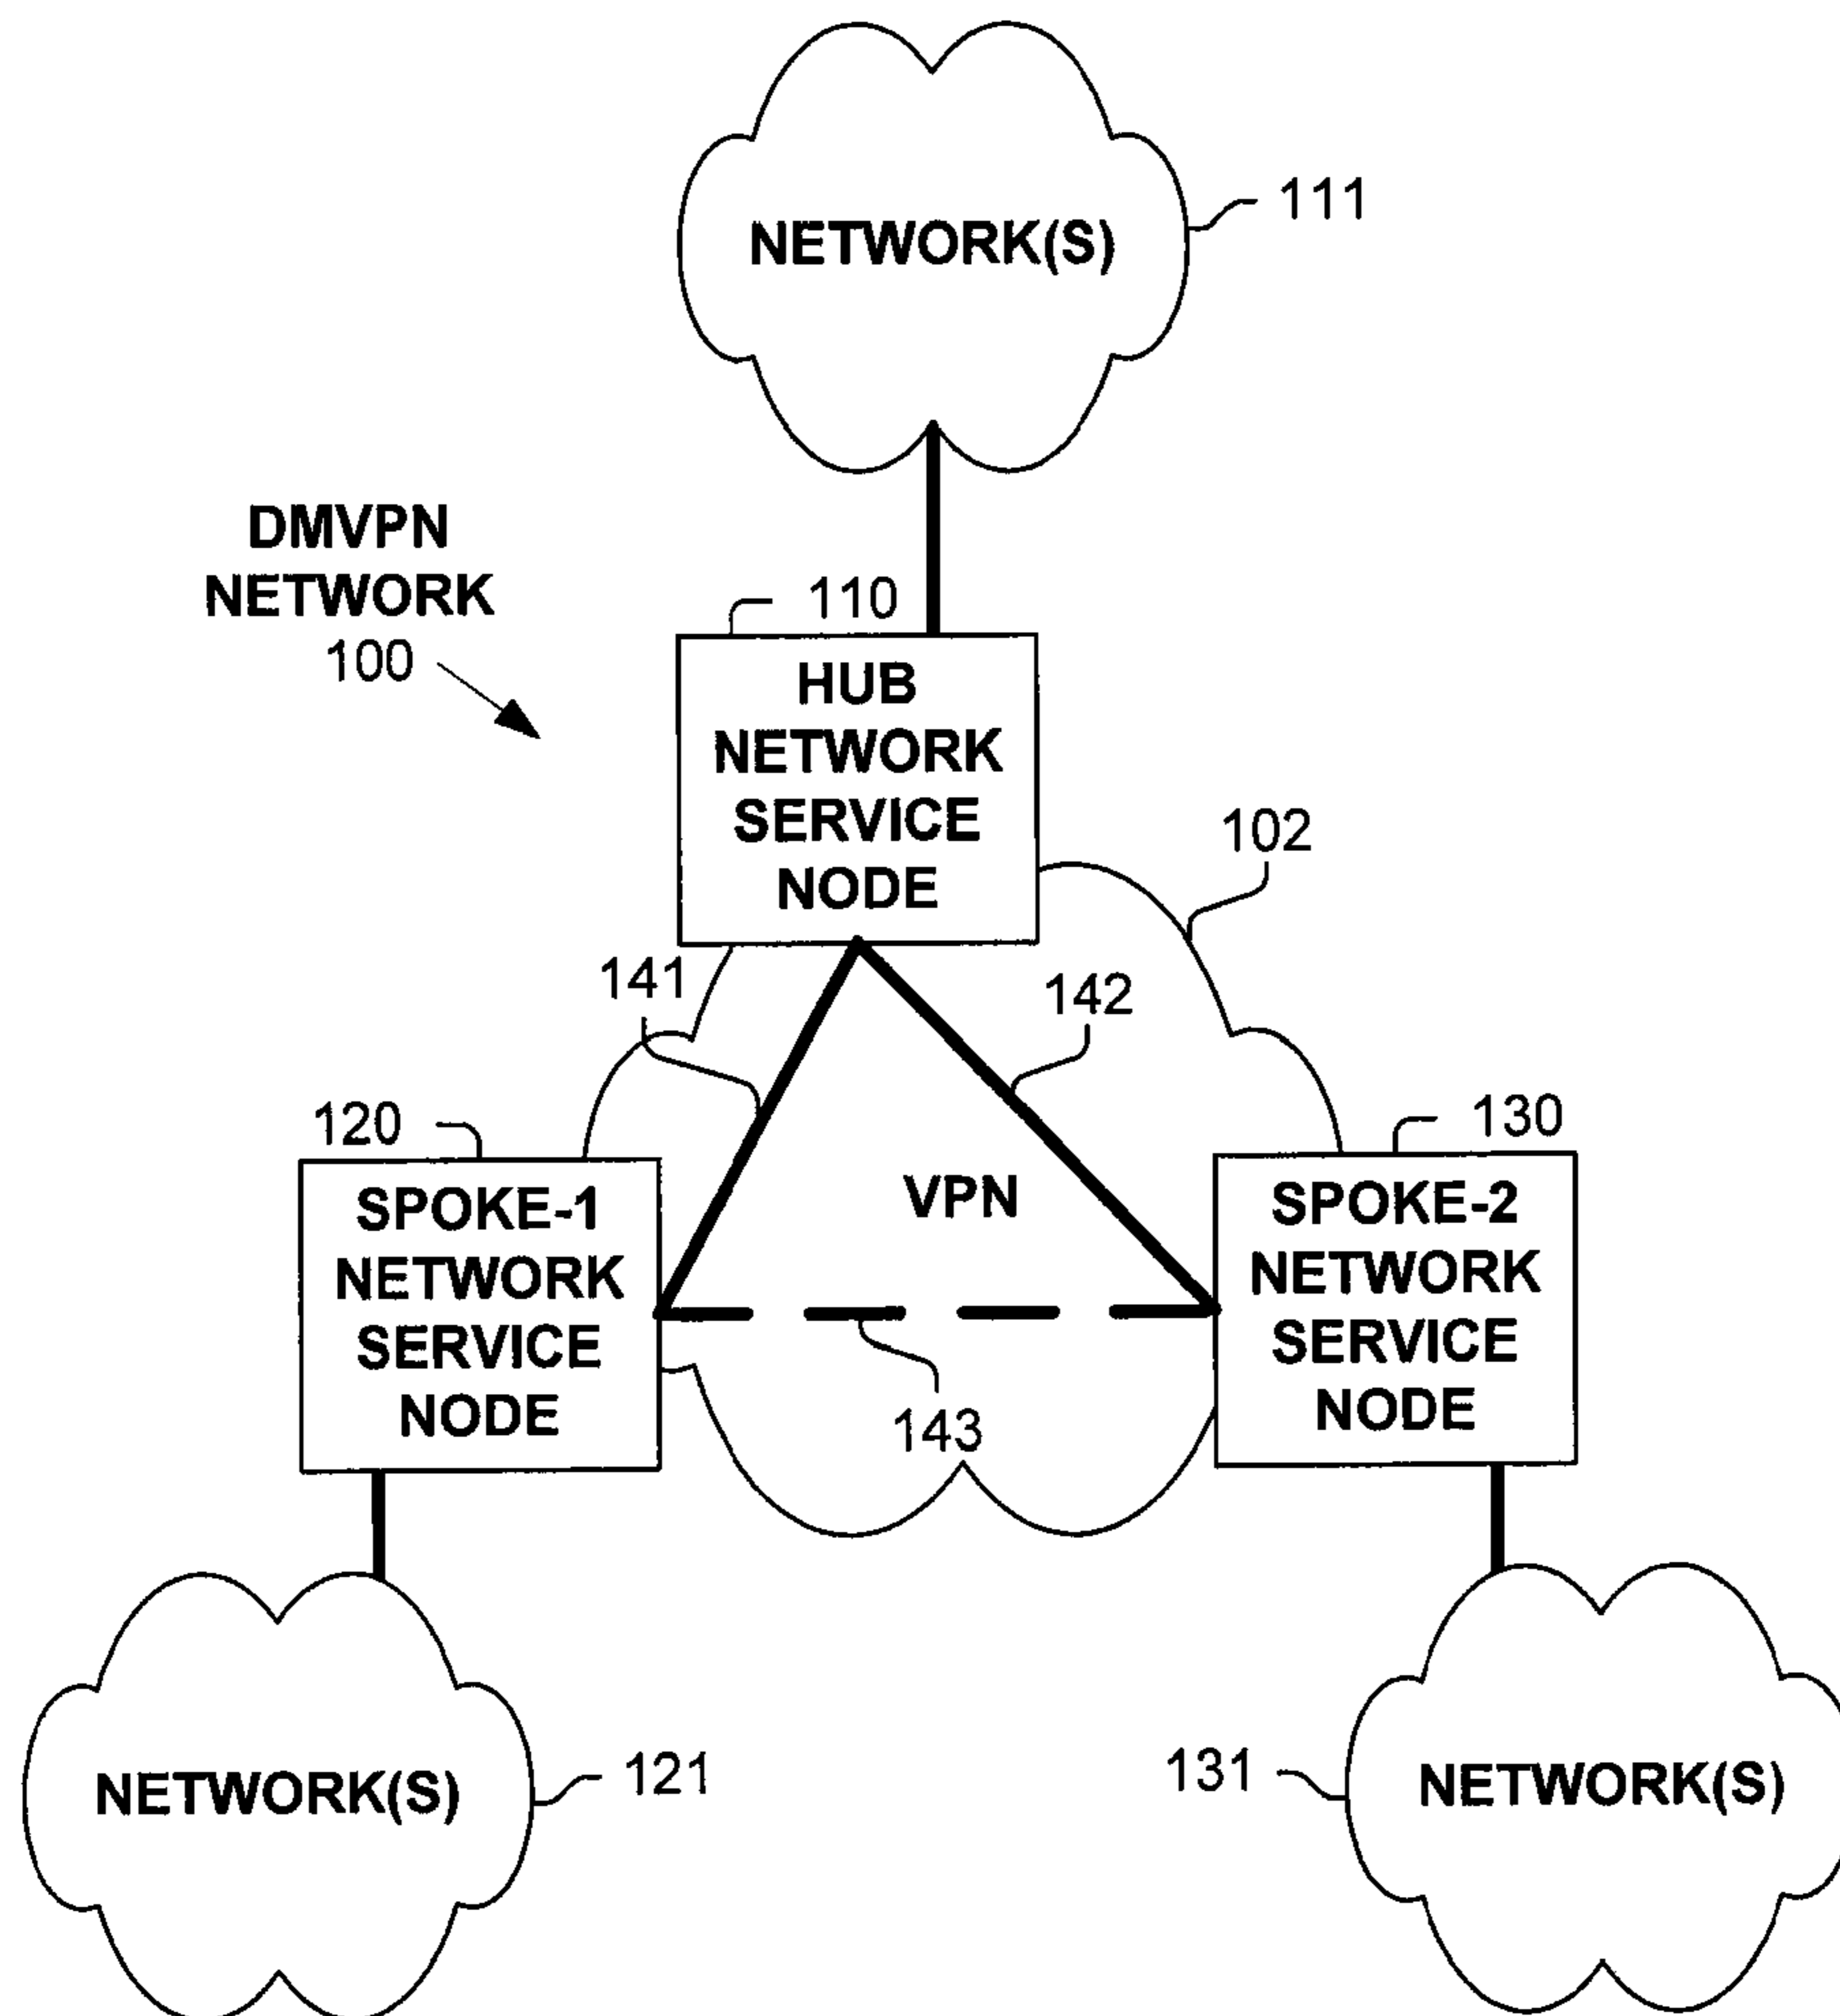 NETWORK(S)
111
DMVPN
NETWORK
100
110
HUB
NETWORK
SERVICE
NODE
102
141
142
120
130
SPOKE-1
NETWORK
SERVICE
NODE
VPN
SPOKE-2
NETWORK
SERVICE
NODE
143
NETWORK(S)
121
131
NETWORK(S)